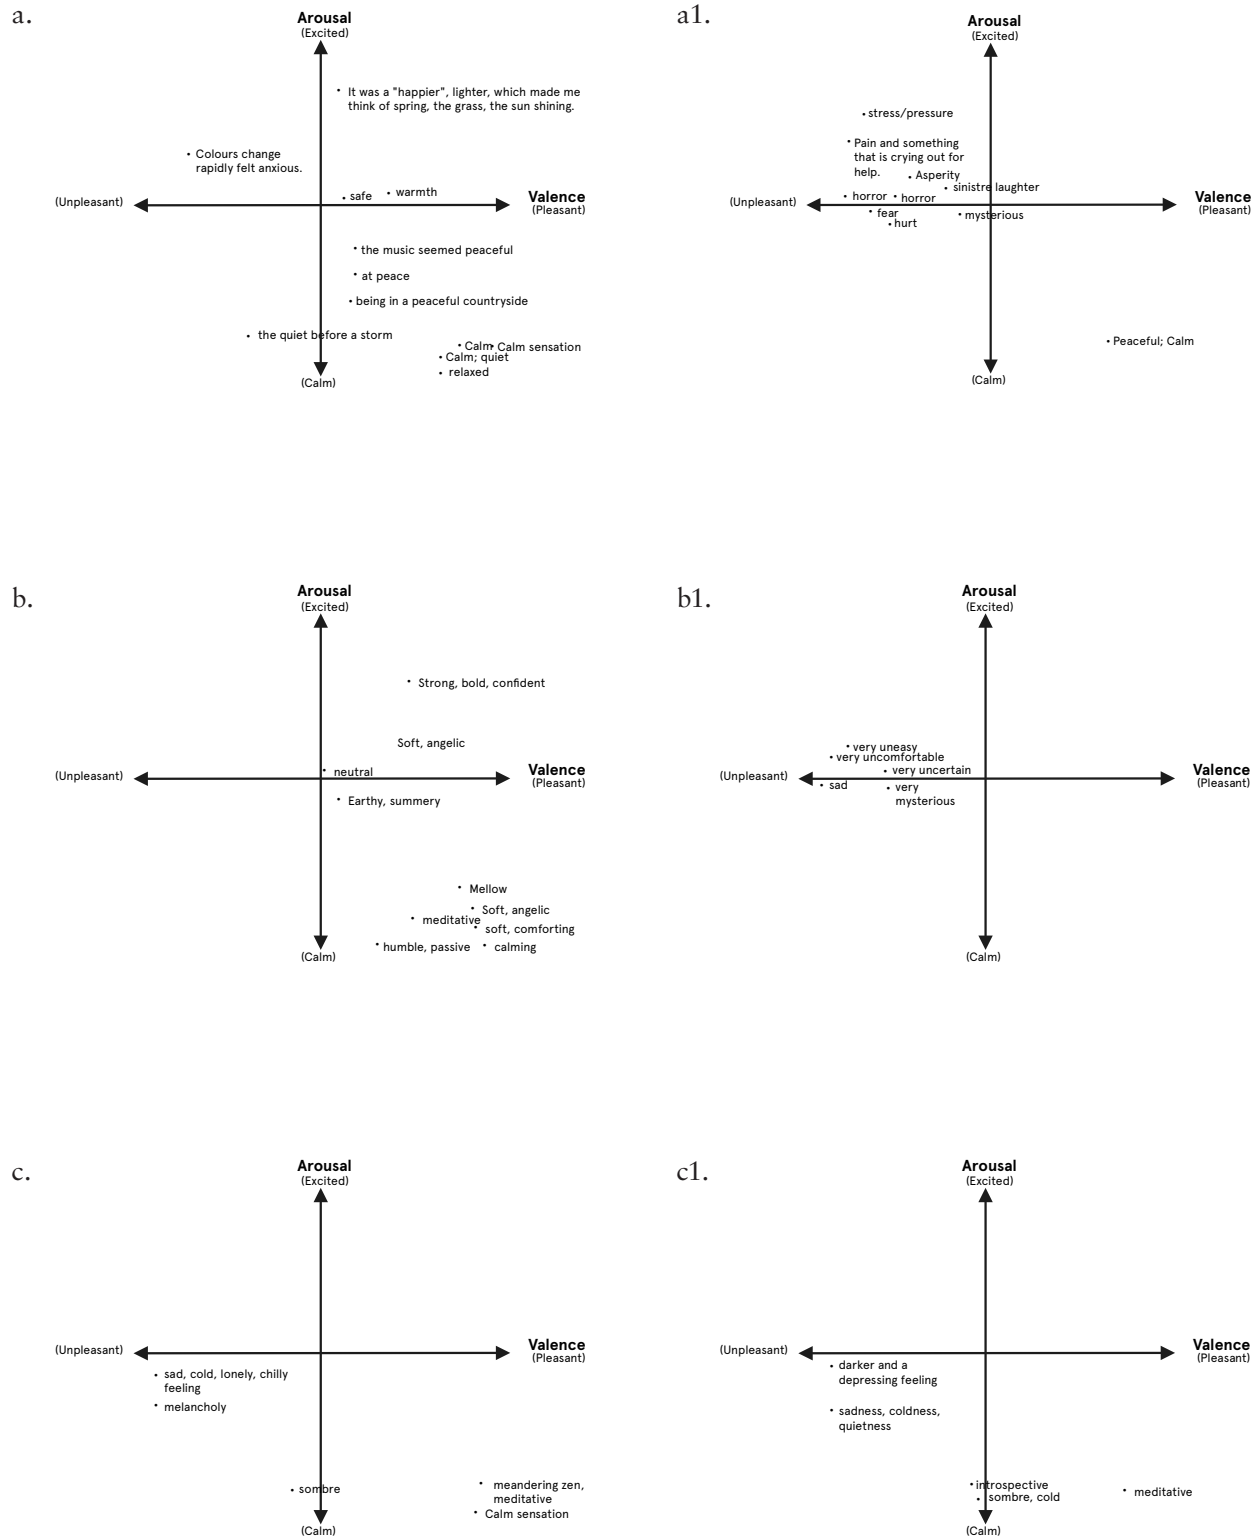 a.
Arousal
(Excited)
It was a "happier", lighter, which made me
think of spring, the grass, the sun shining.
Colours change
rapidly felt anxious.
safe
warmth
(Unpleasant)
Valence
(Pleasant)
the music seemed peaceful
at peace
being in a peaceful countryside
the quiet before a storm
Calm
Calm sensation
Calm; quiet
relaxed
(Calm)
a1.
Arousal
(Excited)
stress/pressure
Pain and something
that is crying out for
help.
Asperity
sinistre laughter
horror
horror
(Unpleasant)
Valence
(Pleasant)
fear
mysterious
hurt
Peaceful; Calm
(Calm)
b.
Arousal
(Excited)
Strong, bold, confident
Soft, angelic
neutral
(Unpleasant)
Valence
(Pleasant)
Earthy, summery
Mellow
Soft, angelic
meditative
soft, comforting
humble, passive
calming
(Calm)
b1.
Arousal
(Excited)
very uneasy
very uncomfortable
very uncertain
(Unpleasant)
Valence
(Pleasant)
sad
very
mysterious
(Calm)
c.
Arousal
(Excited)
(Unpleasant)
Valence
(Pleasant)
sad, cold, lonely, chilly
feeling
melancholy
sombre
meandering zen,
meditative
Calm sensation
(Calm)
c1.
Arousal
(Excited)
(Unpleasant)
Valence
(Pleasant)
darker and a
depressing feeling
sadness, coldness,
quietness
introspective
sombre, cold
meditative
(Calm)